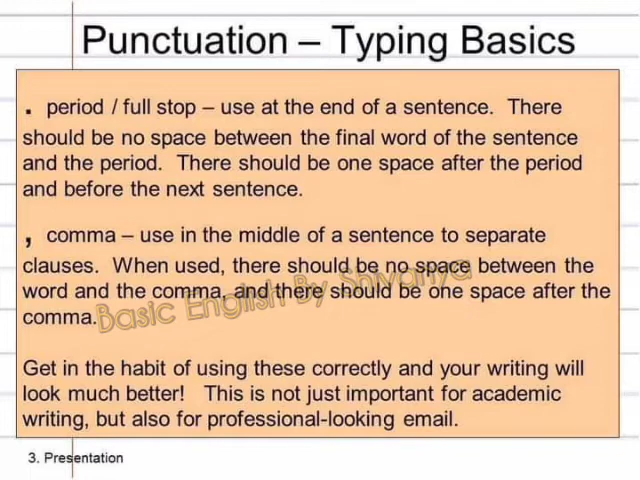 Punctuation – Typing Basics
. period / full stop – use at the end of a sentence.  There
should be no space between the final word of the sentence
and the period.  There should be one space after the period
and before the next sentence.
, comma – use in the middle of a sentence to separate
clauses.  When used, there should be no space between the
word and the comma, and there should be one space after the
comma.
Basic English By Shivanya
Get in the habit of using these correctly and your writing will
look much better!   This is not just important for academic
writing, but also for professional-looking email.
3. Presentation